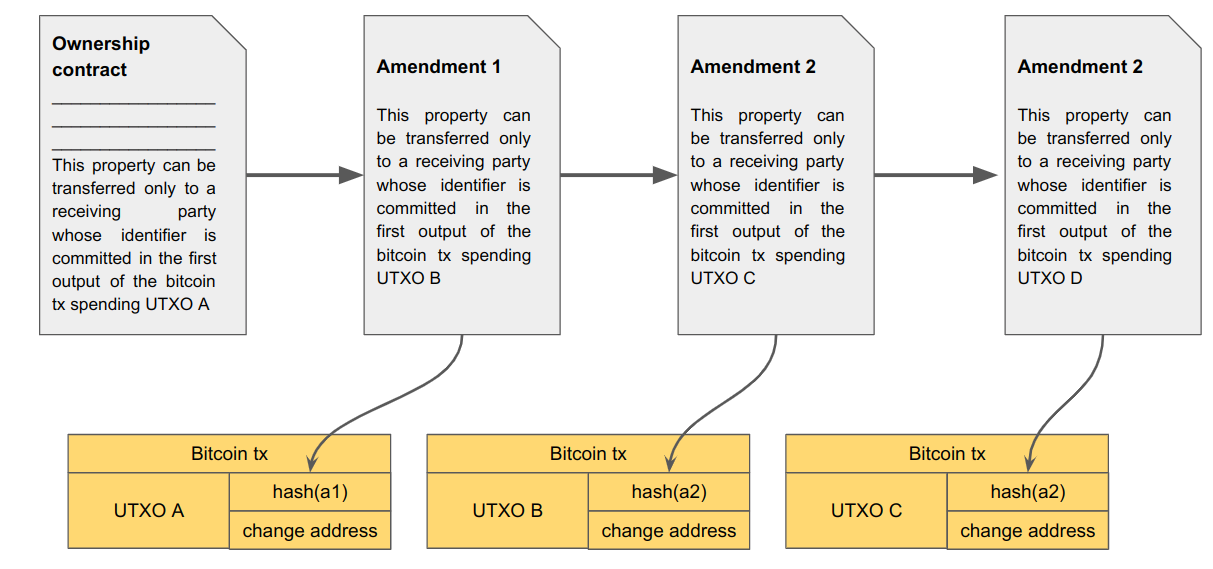 Ownership
contract
___________________
___________________
___________________
This property can be
transferred only to a
receiving party
whose identifier is
committed in the first
output of the bitcoin
tx spending UTXO A
Amendment 1
This property can
be transferred only
to a receiving party
whose identifier is
committed in the
first output of the
bitcoin tx spending
UTXO B
Amendment 2
This property can
be transferred only
to a receiving party
whose identifier is
committed in the
first output of the
bitcoin tx spending
UTXO C
Amendment 2
This property can
be transferred only
to a receiving party
whose identifier is
committed in the
first output of the
bitcoin tx spending
UTXO D
Bitcoin tx
UTXO A
hash(a1)
change address
Bitcoin tx
UTXO B
hash(a2)
change address
Bitcoin tx
UTXO C
hash(a2)
change address